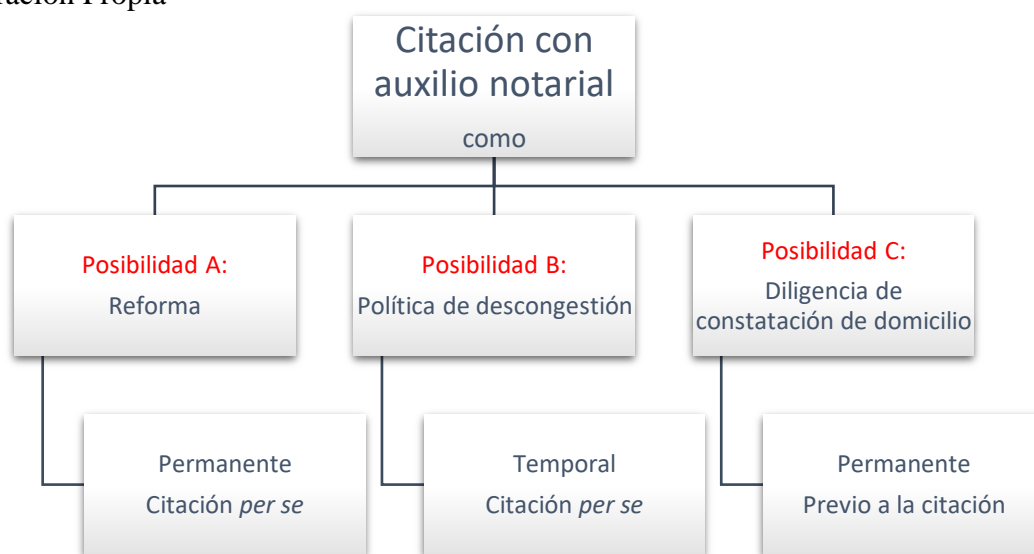 Propia
Citación con
auxilio notarial
como
Posibilidad A:
Reforma
Posibilidad B:
Política de descongestión
Posibilidad C:
Diligencia de
constatación de domicilio
Permanente
Citación per se
Temporal
Citación per se
Permanente
Previo a la citación